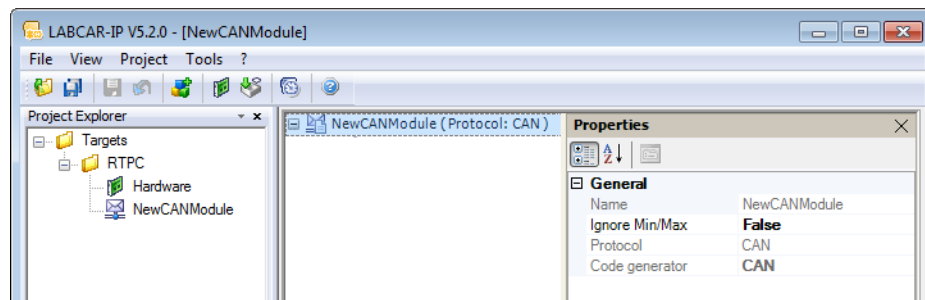 LABCAR-IP V5.2.0 - [NewCANModule]
File View Project Tools ?
Project Explorer
Targets
RTPC
Hardware
NewCANModule
NewCANModule (Protocol: CAN)
Properties
General
Name NewCANModule
Ignore Min/Max False
Protocol CAN
Code generator CAN